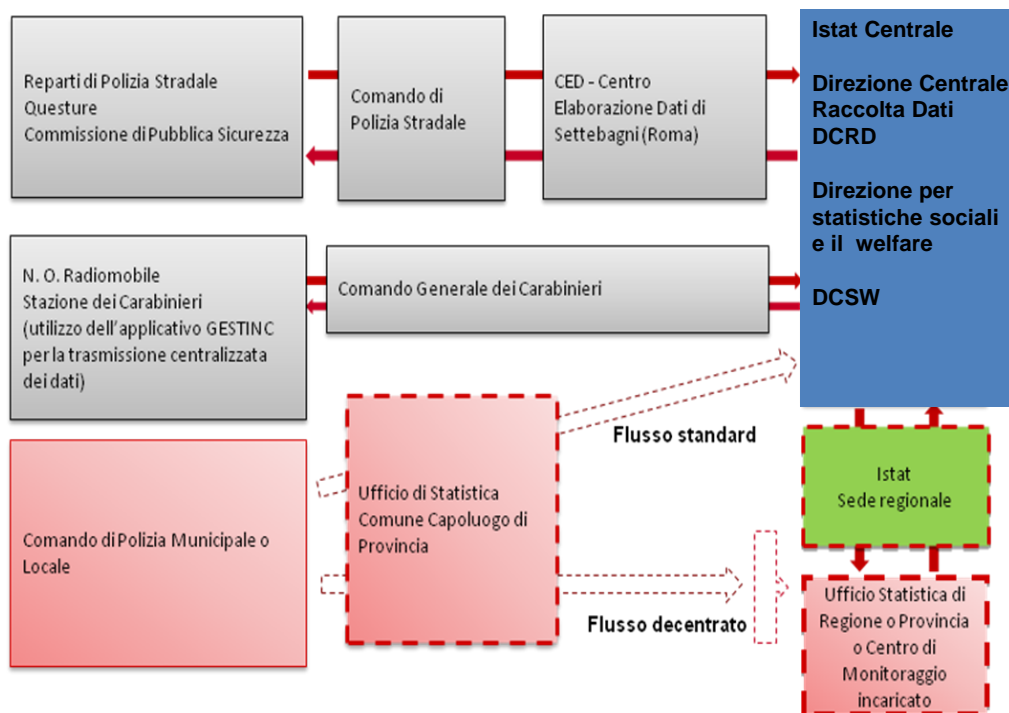 Reparti di Polizia Stradale
Questure
Commissione di Pubblica Sicurezza
Comando di
Polizia Stradale
CED - Centro
Elaborazione Dati di
Settebagni (Roma)
Istat Centrale
Direzione Centrale
Raccolta Dati
DCRD
Direzione per
statistiche sociali
e il welfare
DCSW
N. O. Radiomobile
Stazione dei Carabinieri
(utilizzo dell'applicativo GESTINC
per la trasmissione centralizzata
dei dati)
Comando Generale dei Carabinieri
Comando di Polizia Municipale o
Locale
Ufficio di Statistica
Comune Capoluogo di
Provincia
Flusso standard
Flusso decentrato
Istat
Sede regionale
Ufficio Statistica di
Regione o Provincia
o Centro di
Monitoraggio
incaricato